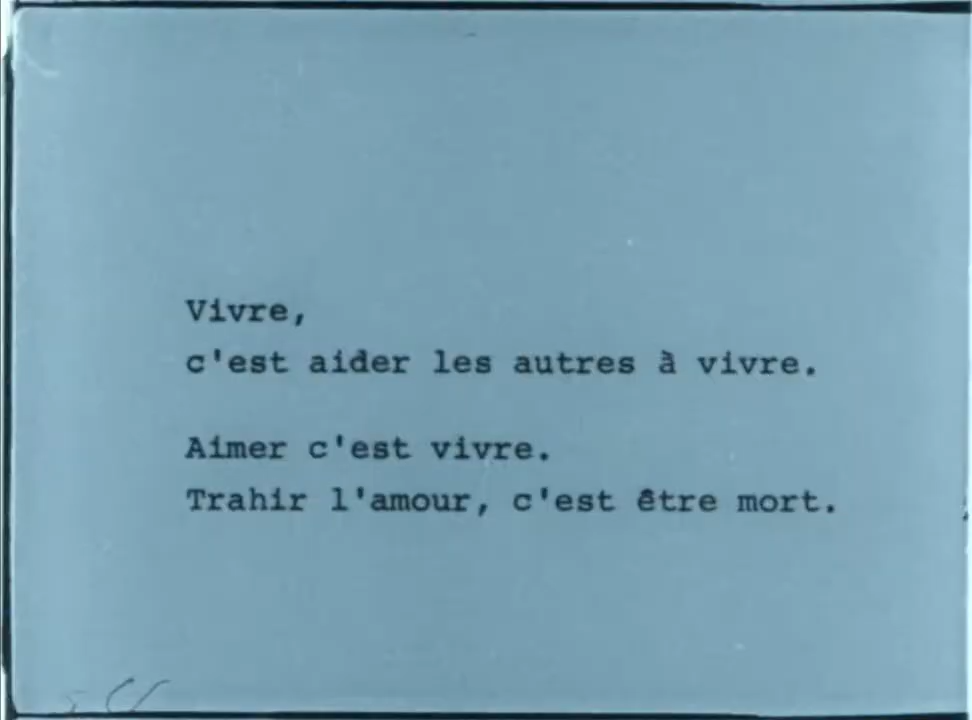 Vivre,
c'est aider les autres à vivre.
Aimer c'est vivre.
Trahir l'amour, c'est être mort.